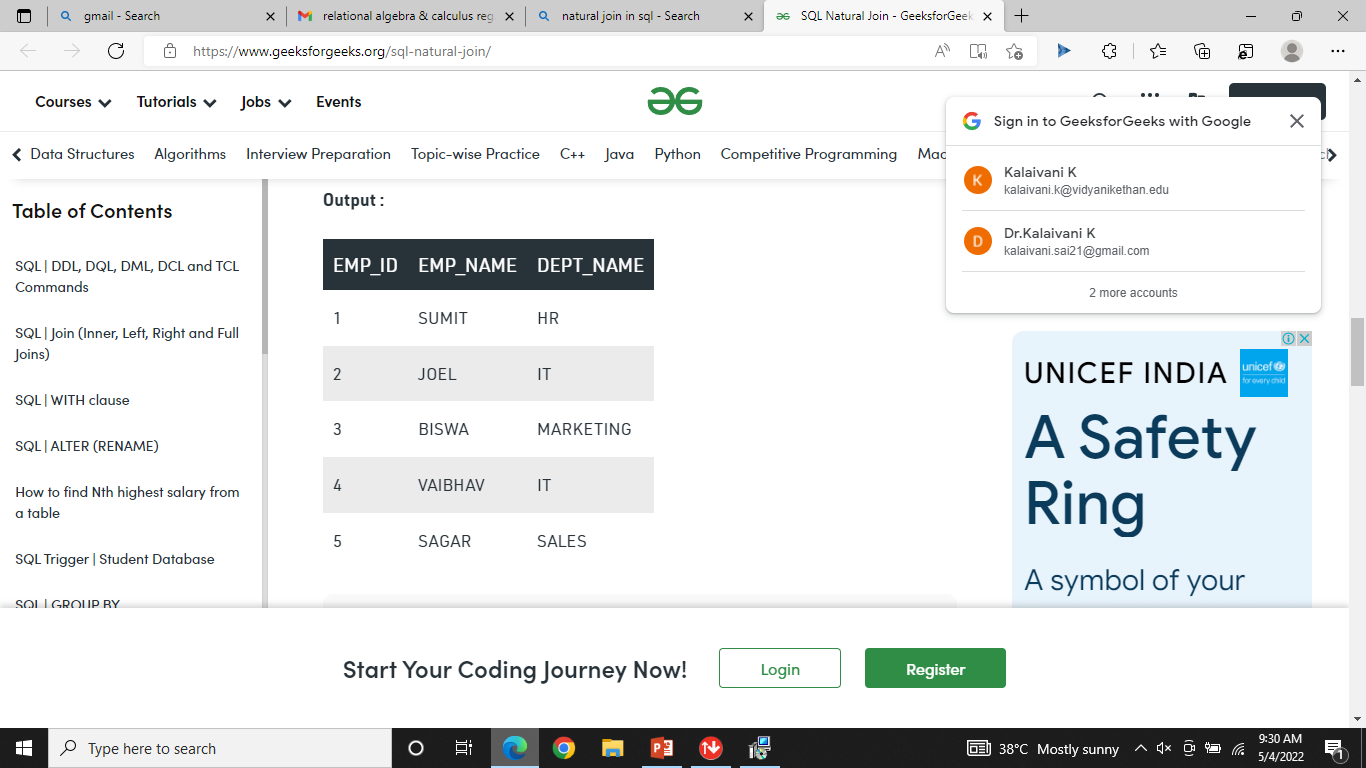 gmail - Search
relational algebra & calculus reg
natural join in sql - Search
SQL Natural Join - GeeksforGeek
https://www.geeksforgeeks.org/sql-natural-join/
Courses
Tutorials
Jobs
Events
Sign in to GeeksforGeeks with Google
Data Structures
Algorithms
Interview Preparation
Topic-wise Practice
C++
Java
Python
Competitive Programming
Mac
Kalaivani K
kalaivani.k@vidyanikethan.edu
Dr.Kalaivani K
kalaivani.sai21@gmail.com
2 more accounts
Table of Contents
SQL | DDL, DQL, DML, DCL and TCL
Commands
SQL | Join (Inner, Left, Right and Full
Joins)
SQL | WITH clause
SQL | ALTER (RENAME)
How to find Nth highest salary from
a table
SQL Trigger | Student Database
SQL | GROUP BY
Output :
EMP_ID EMP_NAME DEPT_NAME
1 SUMIT HR
2 JOEL IT
3 BISWA MARKETING
4 VAIBHAV IT
5 SAGAR SALES
UNICEF INDIA
unicef
for every child
A Safety
Ring
A symbol of your
Start Your Coding Journey Now!
Login
Register
Type here to search
38°C Mostly sunny
9:30 AM
5/4/2022
1